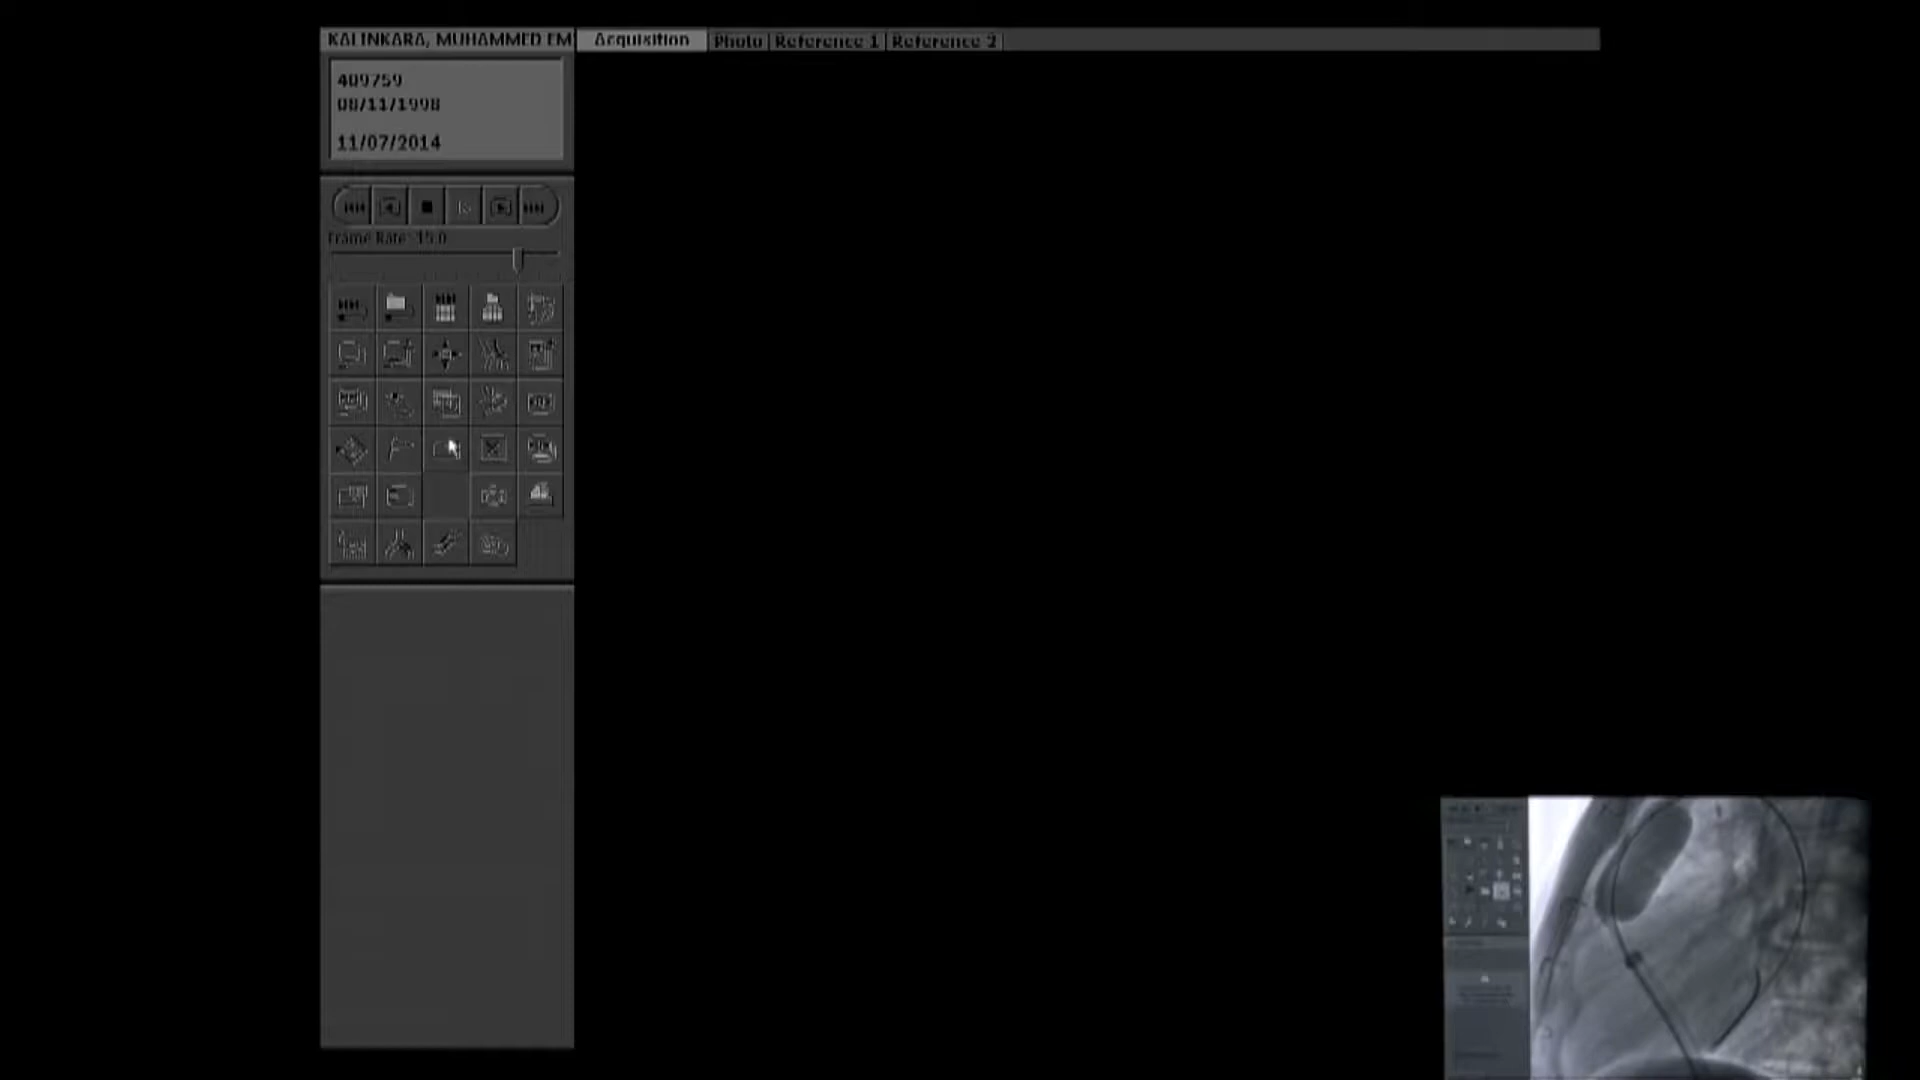 KALINKARA, MUHAMMED EM
Acquisition
Photo
Reference 1
Reference 2
409759
08/11/1998
11/07/2014
Frame Rate: 15.0